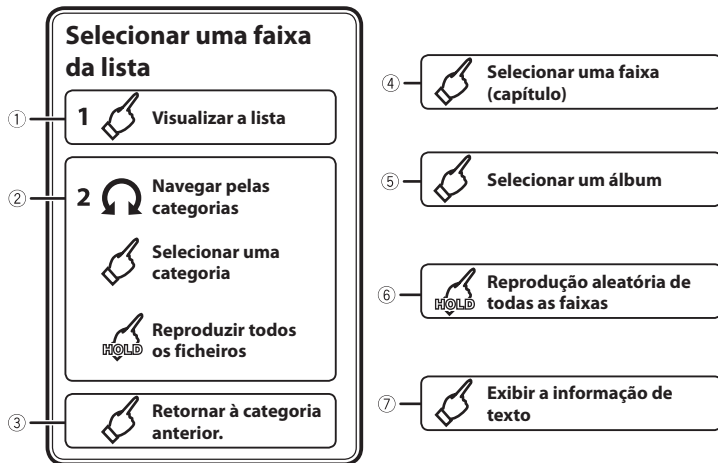 Selecionar uma faixa
da lista
① 1 Visualizar a lista
② 2 Navegar pelas
categorias
Selecionar uma
categoria
HOLD Reproduzir todos
os ficheiros
③ Retornar à categoria
anterior.
④ Selecionar uma faixa
(capítulo)
⑤ Selecionar um álbum
⑥ HOLD Reprodução aleatória de
todas as faixas
⑦ Exibir a informação de
texto